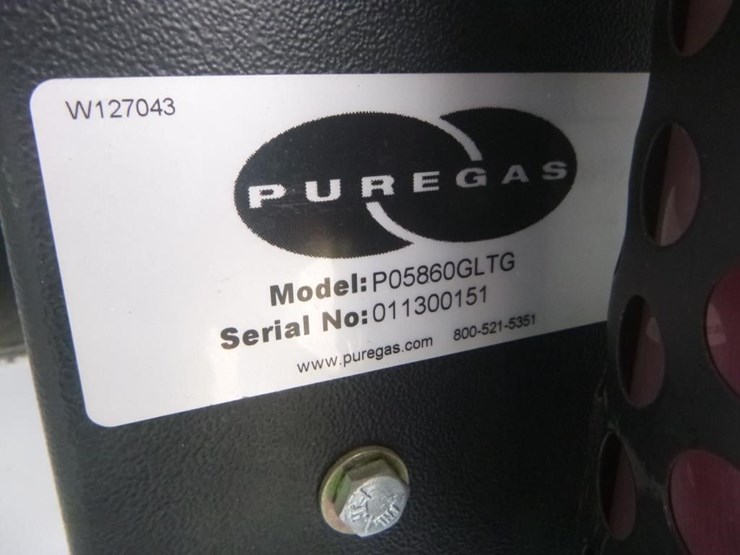 W127043
PUREGAS
Model: P05860GLTG
Serial No: 011300151
www.puregas.com 800-521-5351